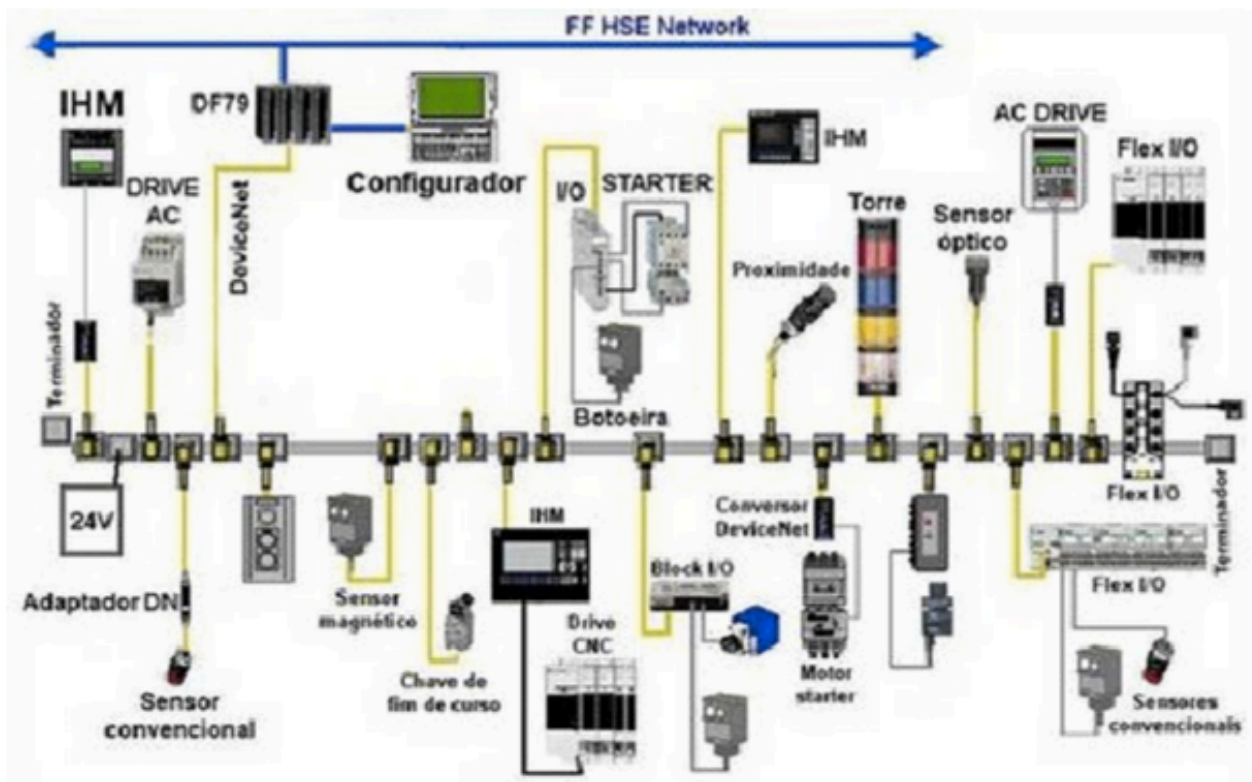 FF HSE Network
IHM
DF79
Configurador
DRIVE
AC
DeviceNet
I/O
STARTER
IHM
AC DRIVE
Flex I/O
Torre
Sensor
óptico
Proximidade
Botoeira
Terminador
24V
Adaptador DN
Sensor
convencional
Sensor
magnético
Chave de
fim de curso
IHM
Drive
CNC
Block I/O
Conversor
DeviceNet
Motor
starter
Flex I/O
Flex I/O
Sensores
convencionais
Terminador